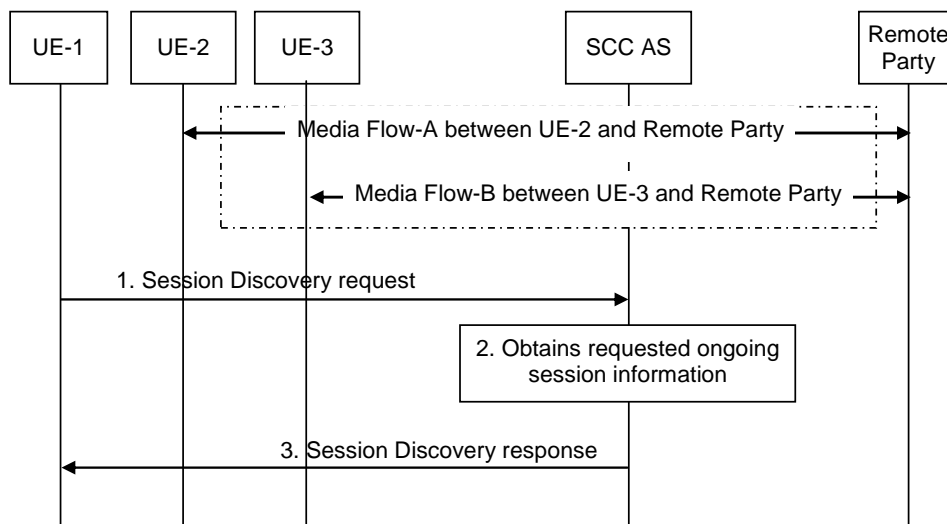 UE-1
UE-2
UE-3
SCC AS
Remote
Party
Media Flow-A between UE-2 and Remote Party
Media Flow-B between UE-3 and Remote Party
1. Session Discovery request
2. Obtains requested ongoing
session information
3. Session Discovery response